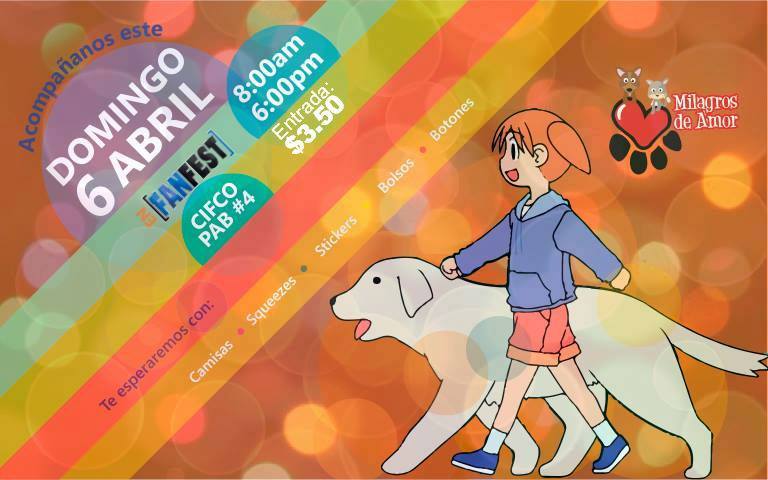 Acompañanos este
DOMINGO
6 ABRIL
8:00am
6:00pm
Entrada:
$3.50
[FANFEST]
CIFCO
PAB #4
Te esperaremos con:
Camisas • Squeezes • Stickers Bolsos • Botones
Milagros
de Amor